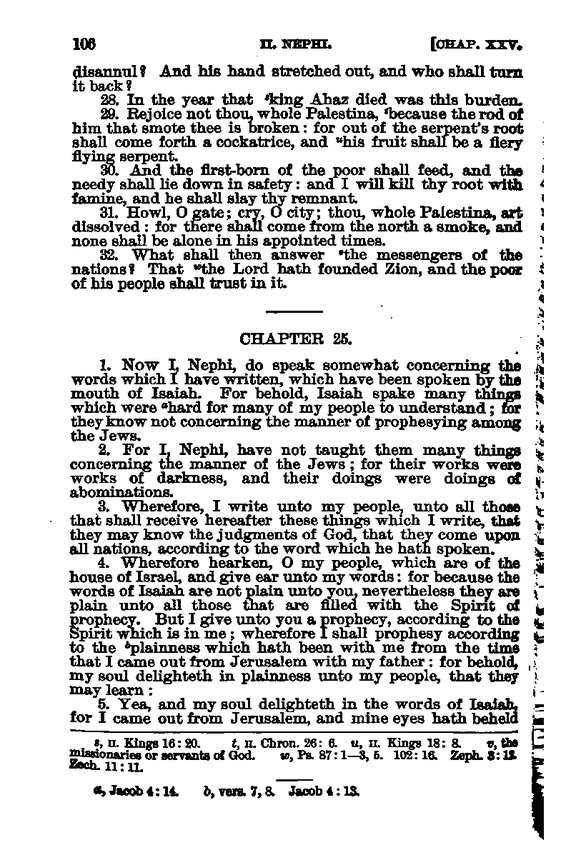 106 II. NEPHI. [CHAP. XXV.
disannul? And his hand stretched out, and who shall turn
it back?
28. In the year that ˢking Ahaz died was this burden.
29. Rejoice not thou, whole Palestina, ᵗbecause the rod of
him that smote thee is broken: for out of the serpent's root
shall come forth a cockatrice, and ᵘhis fruit shall be a fiery
flying serpent.
30. And the first-born of the poor shall feed, and the
needy shall lie down in safety: and I will kill thy root with
famine, and he shall slay thy remnant.
31. Howl, O gate; cry, O city; thou, whole Palestina, art
dissolved: for there shall come from the north a smoke, and
none shall be alone in his appointed times.
32. What shall then answer ᵛthe messengers of the
nations? That ʷthe Lord hath founded Zion, and the poor
of his people shall trust in it.
CHAPTER 25.
1. Now I, Nephi, do speak somewhat concerning the
words which I have written, which have been spoken by the
mouth of Isaiah. For behold, Isaiah spake many things
which were ᵃhard for many of my people to understand; for
they know not concerning the manner of prophesying among
the Jews.
2. For I, Nephi, have not taught them many things
concerning the manner of the Jews; for their works were
works of darkness, and their doings were doings of
abominations.
3. Wherefore, I write unto my people, unto all those
that shall receive hereafter these things which I write, that
they may know the judgments of God, that they come upon
all nations, according to the word which he hath spoken.
4. Wherefore hearken, O my people, which are of the
house of Israel, and give ear unto my words: for because the
words of Isaiah are not plain unto you, nevertheless they are
plain unto all those that are filled with the Spirit of
prophecy. But I give unto you a prophecy, according to the
Spirit which is in me; wherefore I shall prophesy according
to the ᵇplainness which hath been with me from the time
that I came out from Jerusalem with my father: for behold,
my soul delighteth in plainness unto my people, that they
may learn:
5. Yea, and my soul delighteth in the words of Isaiah,
for I came out from Jerusalem, and mine eyes hath beheld
s, II. Kings 16: 20. t, II. Chron. 26: 6. u, II. Kings 18: 8. v, the
missionaries or servants of God. w, Ps. 87: 1—3, 5. 102: 16. Zeph. 3: 12.
Zech. 11: 11.
a, Jacob 4: 14. b, vers. 7, 8. Jacob 4: 13.